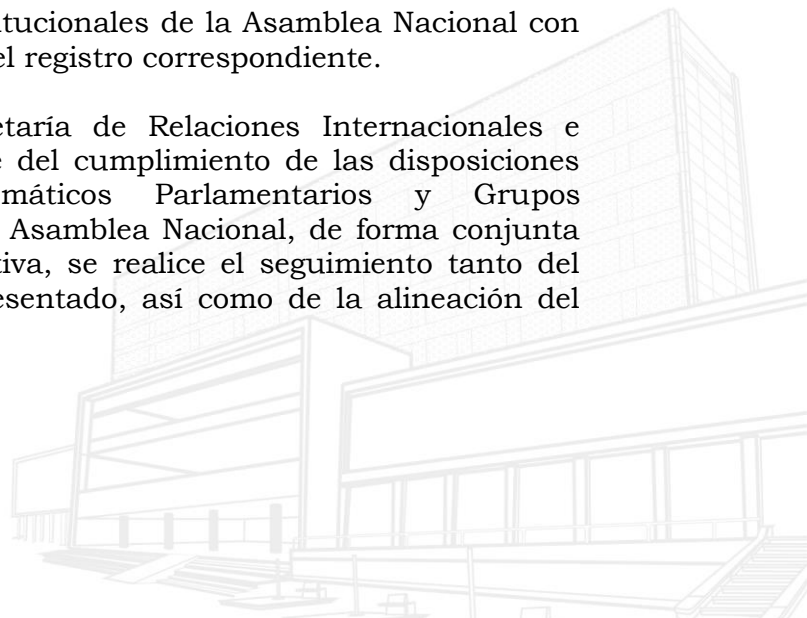 itucionales de la Asamblea Nacional con
el registro correspondiente.
etaría de Relaciones Internacionales e
e del cumplimiento de las disposiciones
máticos Parlamentarios y Grupos
Asamblea Nacional, de forma conjunta
tiva, se realice el seguimiento tanto del
esentado, así como de la alineación del